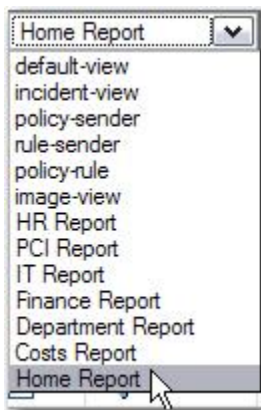 Home Report
default-view
incident-view
policy-sender
rule-sender
policy-rule
image-view
HR Report
PCI Report
IT Report
Finance Report
Department Report
Costs Report
Home Report